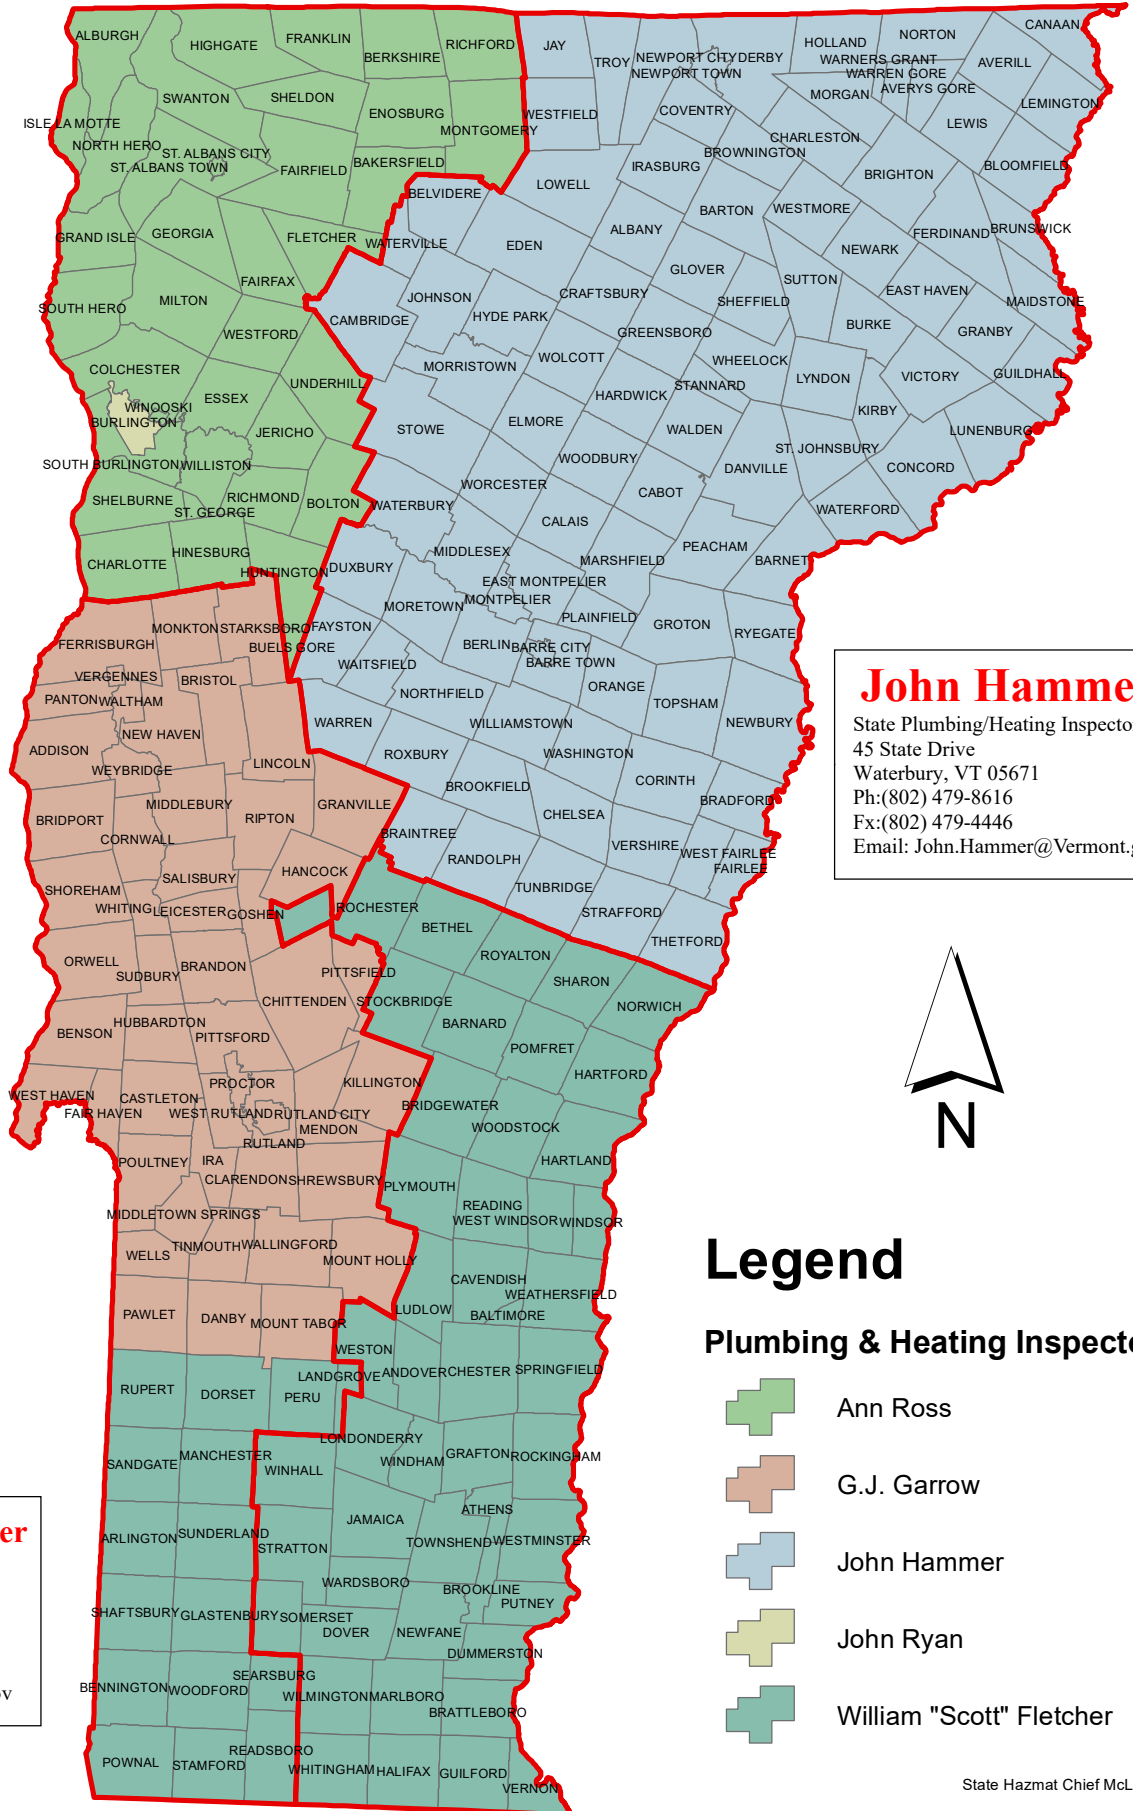 ALBURGH
HIGHGATE
FRANKLIN
BERKSHIRE
RICHFORD
JAY
TROY
NEWPORT CITY
DERBY
NEWPORT TOWN
HOLLAND
NORTON
CANAAN
WARNERS GRANT
WARREN GORE
AVERYS GORE
AVERILL
MORGAN
LEMINGTON
SWANTON
SHELDON
ENOSBURG
MONTGOMERY
WESTFIELD
COVENTRY
CHARLESTON
LEWIS
ISLE LA MOTTE
NORTH HERO
ST. ALBANS CITY
ST. ALBANS TOWN
FAIRFIELD
BAKERSFIELD
BROWNINGTON
IRASBURG
BRIGHTON
BLOOMFIELD
BELVIDERE
LOWELL
BARTON
WESTMORE
GRAND ISLE
GEORGIA
FLETCHER
WATERVILLE
EDEN
ALBANY
NEWARK
FERDINAND
BRUNSWICK
FAIRFAX
GLOVER
SUTTON
EAST HAVEN
SOUTH HERO
MILTON
JOHNSON
HYDE PARK
CRAFTSBURY
SHEFFIELD
MAIDSTONE
CAMBRIDGE
WESTFORD
GREENSBORO
BURKE
GRANBY
COLCHESTER
UNDERHILL
MORRISTOWN
WOLCOTT
WHEELOCK
STANNARD
LYNDON
VICTORY
GUILDHALL
WINOOSKI
BURLINGTON
ESSEX
HARDWICK
KIRBY
JERICHO
STOWE
ELMORE
WALDEN
LUNENBURG
SOUTH BURLINGTON
WILLISTON
WOODBURY
DANVILLE
ST. JOHNSBURY
CONCORD
SHELBURNE
RICHMOND
ST. GEORGE
BOLTON
WATERBURY
WORCESTER
CABOT
WATERFORD
CALAIS
CHARLOTTE
HINESBURG
HUNTINGTON
DUXBURY
MIDDLESEX
MARSHFIELD
PEACHAM
BARNET
EAST MONTPELIER
MONTPELIER
MORETOWN
PLAINFIELD
GROTON
RYEGATE
FERRISBURGH
MONKTON
STARKSBORO
FAYSTON
BUELS GORE
BERLIN
BARRE CITY
BARRE TOWN
WAITSFIELD
VERGENNES
BRISTOL
PANTON
WALTHAM
NORTHFIELD
ORANGE
TOPSHAM
NEWBURY
NEW HAVEN
WARREN
WILLIAMSTOWN
ADDISON
WEYBRIDGE
LINCOLN
ROXBURY
WASHINGTON
BROOKFIELD
CORINTH
BRADFORD
BRIDPORT
MIDDLEBURY
RIPTON
GRANVILLE
CHELSEA
CORNWALL
BRAINTREE
RANDOLPH
VERSHIRE
WEST FAIRLEE
FAIRLEE
SHOREHAM
SALISBURY
HANCOCK
TUNBRIDGE
WHITING
LEICESTER
GOSHEN
ROCHESTER
BETHEL
STRAFFORD
THETFORD
ORWELL
SUDBURY
BRANDON
PITTSFIELD
ROYALTON
SHARON
CHITTENDEN
STOCKBRIDGE
NORWICH
BENSON
HUBBARDTON
PITTSFORD
BARNARD
POMFRET
HARTFORD
WEST HAVEN
FAIR HAVEN
CASTLETON
PROCTOR
WEST RUTLAND
RUTLAND CITY
KILLINGTON
MENDON
RUTLAND
BRIDGEWATER
WOODSTOCK
POULTNEY
IRA
CLARENDON
SHREWSBURY
PLYMOUTH
HARTLAND
READING
WEST WINDSOR
WINDSOR
MIDDLETOWN SPRINGS
WELLS
TINMOUTH
WALLINGFORD
MOUNT HOLLY
CAVENDISH
WEATHERSFIELD
LUDLOW
BALTIMORE
PAWLET
DANBY
MOUNT TABOR
WESTON
LANDGROVE
ANDOVER
CHESTER
SPRINGFIELD
RUPERT
DORSET
PERU
LONDONDERRY
WINDHAM
GRAFTON
ROCKINGHAM
SANDGATE
MANCHESTER
WINHALL
ATHENS
JAMAICA
ARLINGTON
SUNDERLAND
STRATTON
TOWNSHEND
WESTMINSTER
WARDSBORO
BROOKLINE
PUTNEY
SHAFTSBURY
GLASTENBURY
SOMERSET
DOVER
NEWFANE
DUMMERSTON
BENNINGTON
WOODFORD
SEARSBURG
WILMINGTON
MARLBORO
BRATTLEBORO
POWNAL
STAMFORD
READSBORO
WHITINGHAM
HALIFAX
GUILFORD
VERNON
John Hamme
State Plumbing/Heating Inspecto
45 State Drive
Waterbury, VT 05671
Ph:(802) 479-8616
Fx:(802) 479-4446
Email: John.Hammer@Vermont.g
N
Legend
Plumbing & Heating Inspecto
Ann Ross
G.J. Garrow
John Hammer
John Ryan
William "Scott" Fletcher
er
ov
State Hazmat Chief McL